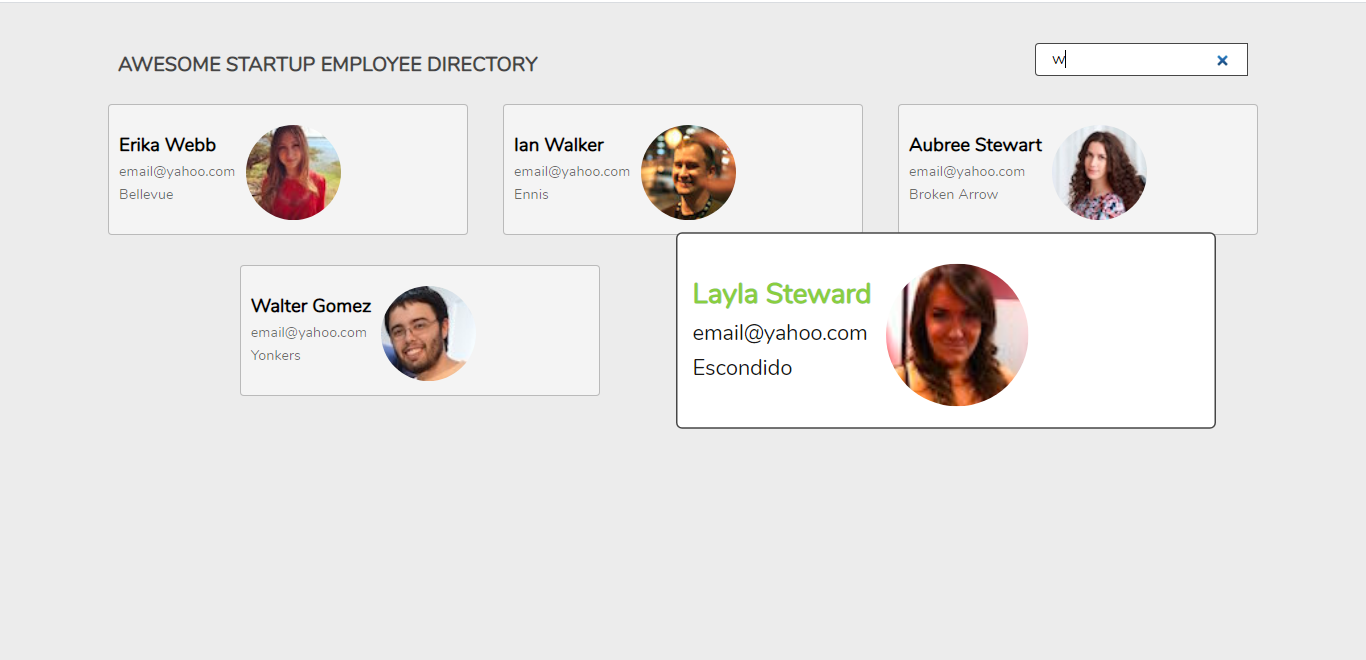 AWESOME STARTUP EMPLOYEE DIRECTORY
w
Erika Webb
email@yahoo.com
Bellevue
Ian Walker
email@yahoo.com
Ennis
Aubree Stewart
email@yahoo.com
Broken Arrow
Walter Gomez
email@yahoo.com
Yonkers
Layla Steward
email@yahoo.com
Escondido